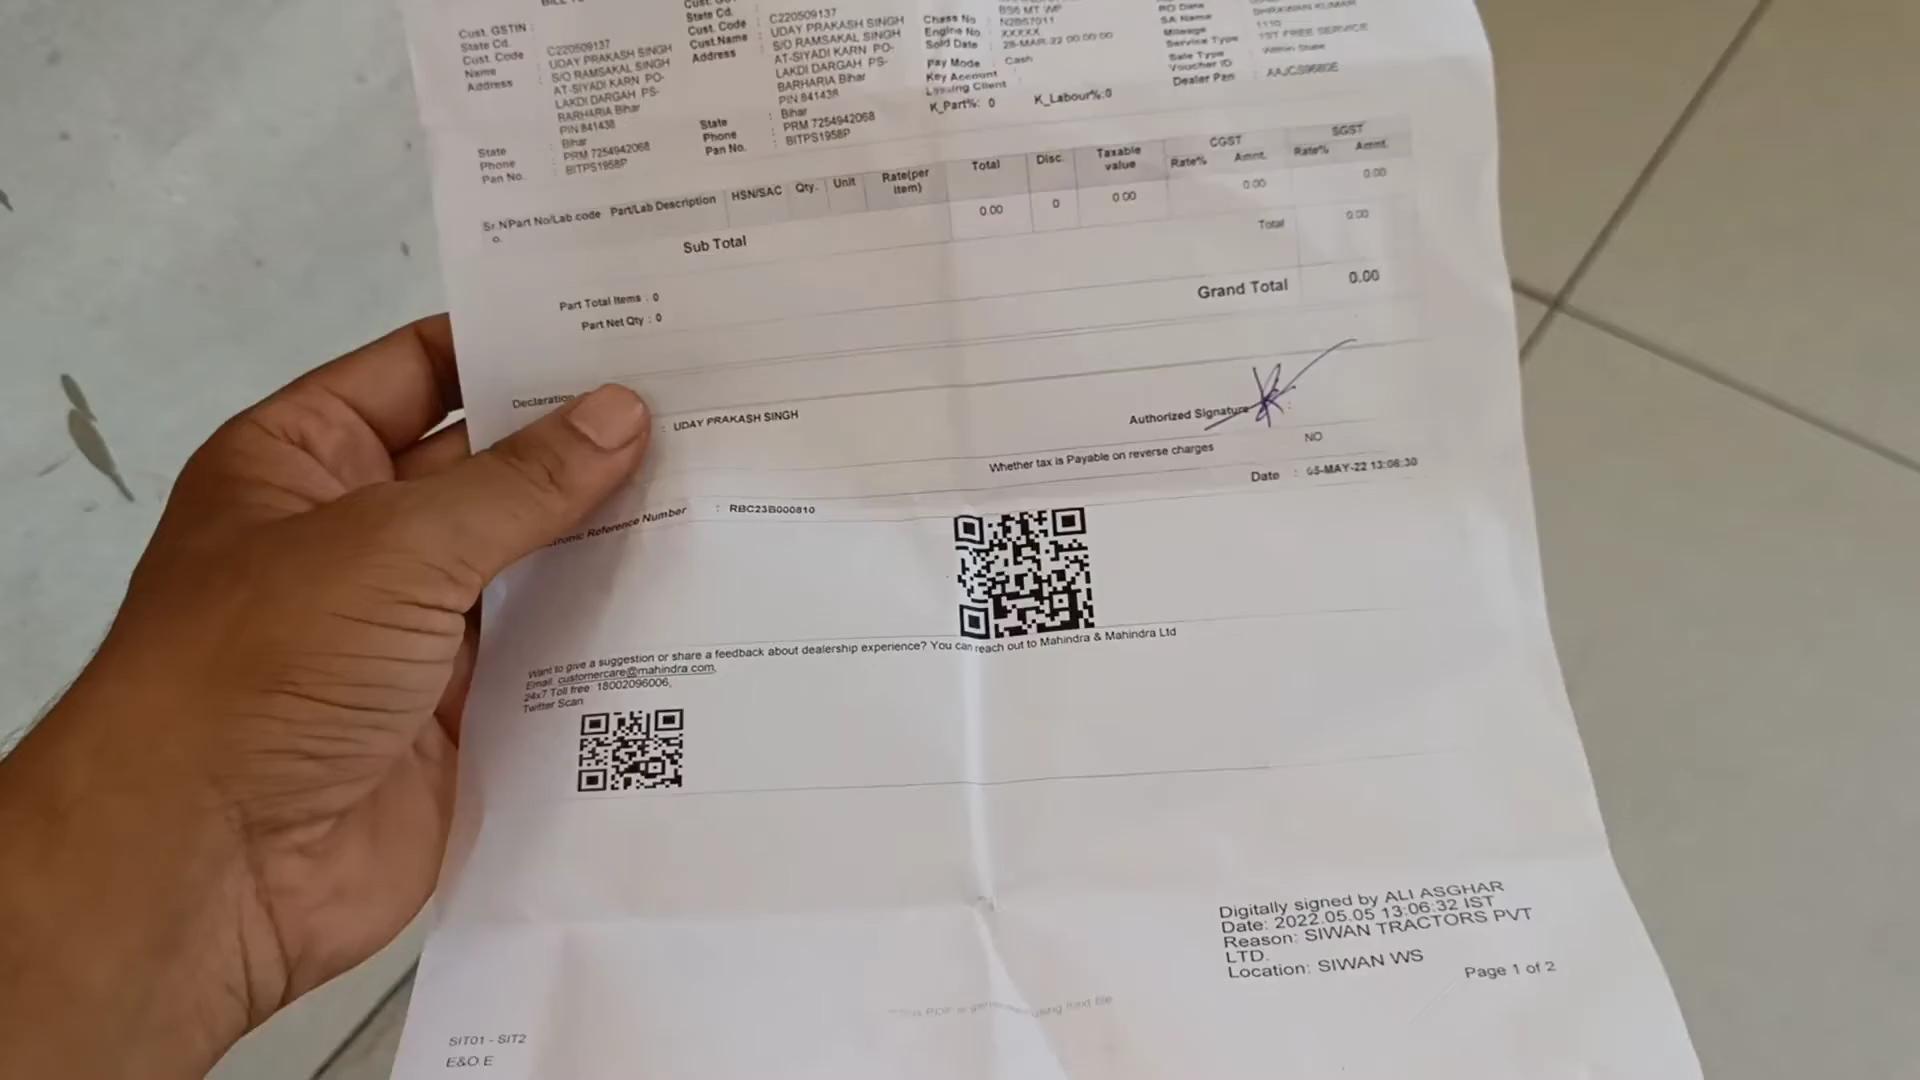 Cust. GSTIN :
State Cd.
Cust. Code : C220509137
Name : UDAY PRAKASH SINGH
Address : S/O RAMSAKAL SINGH
AT-SIYADI KARN PO-
LAKDI DARGAH PS-
BARHARIA Bihar
PIN 841438
State : Bihar
Phone : PRM 7254942068
Pan No. : BITPS1958P
State Cd.
Cust. Code : C220509137
Cust.Name : UDAY PRAKASH SINGH
Address : S/O RAMSAKAL SINGH
AT-SIYADI KARN PO-
LAKDI DARGAH PS-
BARHARIA Bihar
PIN 841438
State : Bihar
Phone : PRM 7254942068
Pan No. : BITPS1958P
BS6 MT WP
Chess No : N2B57011
Engine No. : XXXXX
Sold Date : 28-MAR-22 00:00:00
Pay Mode : Cash
Key Account
Issuing Client
K_Part%: 0 K_Labour%:0
RO Date
SA Name
Mileage : 1110
Service Type : 1ST FREE SERVICE
Sale Type : Within State
Voucher ID
Dealer Pan :
Sr.No. Part No/Lab code Part/Lab Description HSN/SAC Qty. Unit Rate(per item) Total Disc. Taxable value CGST Rate% Amnt. SGST Rate% Amnt.
Sub Total 0.00 0 0.00 0.00 0.00
Total 0.00
Part Total Items : 0
Part Net Qty : 0
Grand Total 0.00
Declaration
: UDAY PRAKASH SINGH
Authorized Signature :
Whether tax is Payable on reverse charges NO
Date : 05-MAY-22 13:06:30
Reference Number : RBC23B000810
Want to give a suggestion or share a feedback about dealership experience? You can reach out to Mahindra & Mahindra Ltd
Email: customercare@mahindra.com,
24x7 Toll free: 18002096006,
Twitter Scan
Digitally signed by ALI ASGHAR
Date: 2022.05.05 13:06:32 IST
Reason: SIWAN TRACTORS PVT
LTD.
Location: SIWAN WS
Page 1 of 2
SIT01 - SIT2
E&O.E